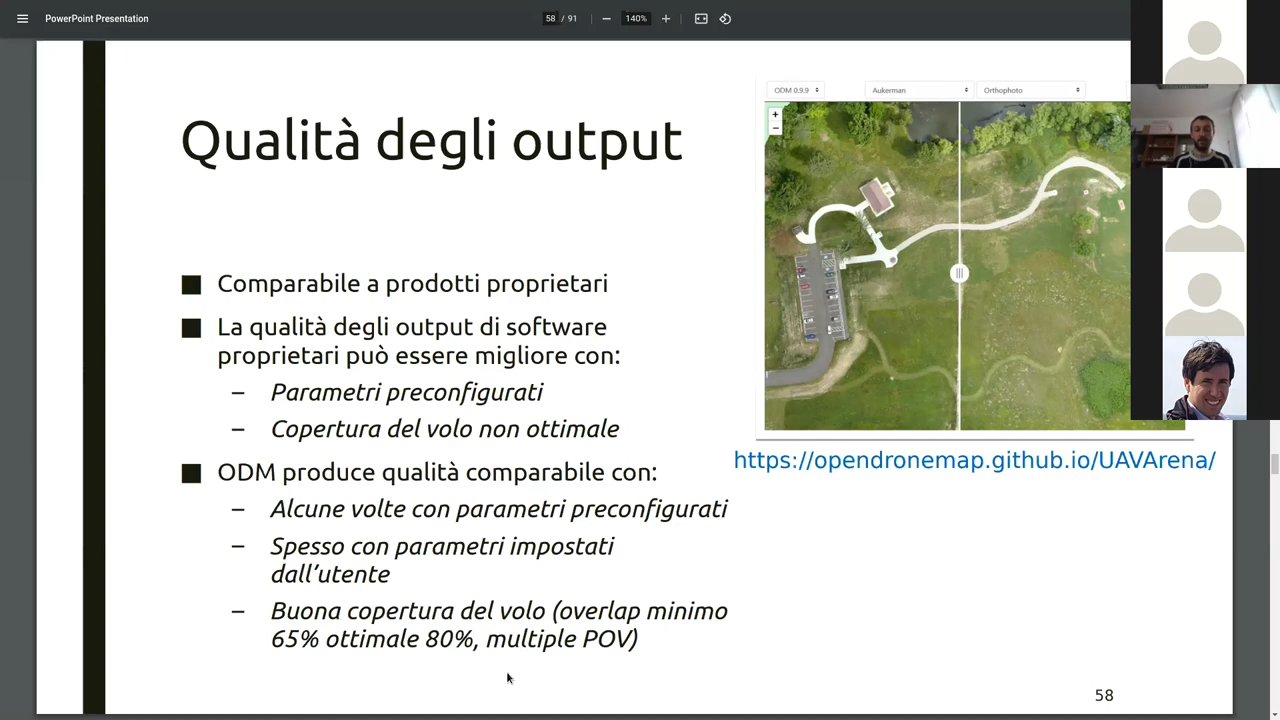 PowerPoint Presentation
58 / 91
140%
Qualità degli output
■ Comparabile a prodotti proprietari
■ La qualità degli output di software
proprietari può essere migliore con:
– Parametri preconfigurati
– Copertura del volo non ottimale
■ ODM produce qualità comparabile con:
– Alcune volte con parametri preconfigurati
– Spesso con parametri impostati
dall’utente
– Buona copertura del volo (overlap minimo
65% ottimale 80%, multiple POV)
ODM 0.9.9
Aukerman
Orthophoto
+
−
https://opendronemap.github.io/UAVArena/
58